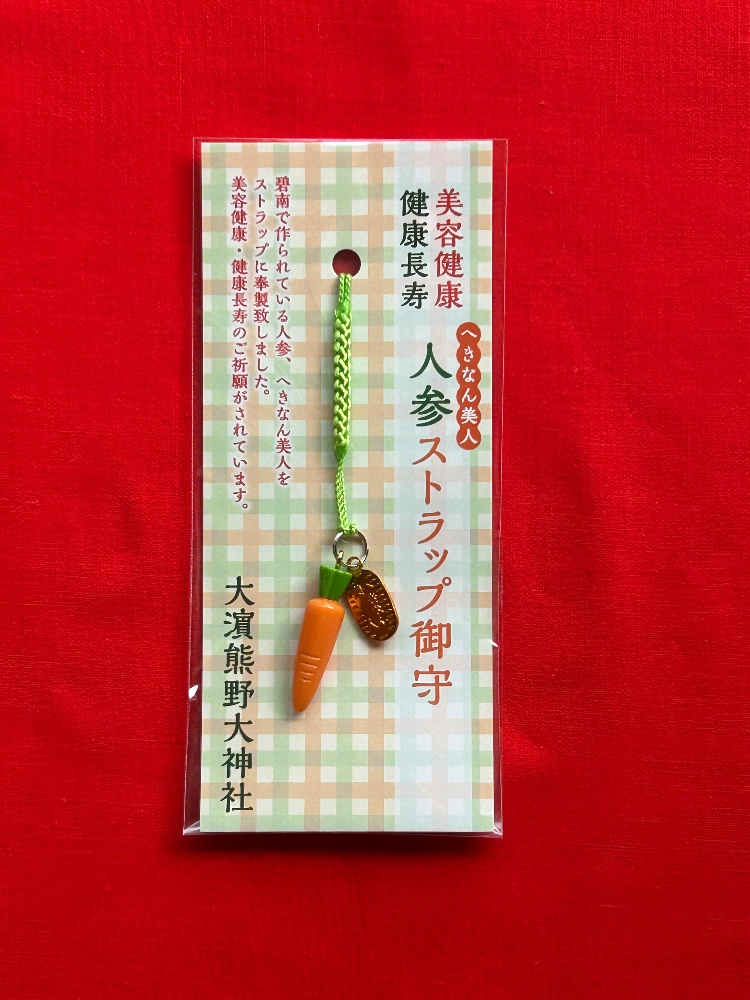 美容健康
健康長寿
へきなん美人
人参ストラップ御守
碧南で作られている人参、へきなん美人を
ストラップに奉製致しました。
美容健康・健康長寿のご祈願がされています。
大濵熊野大神社